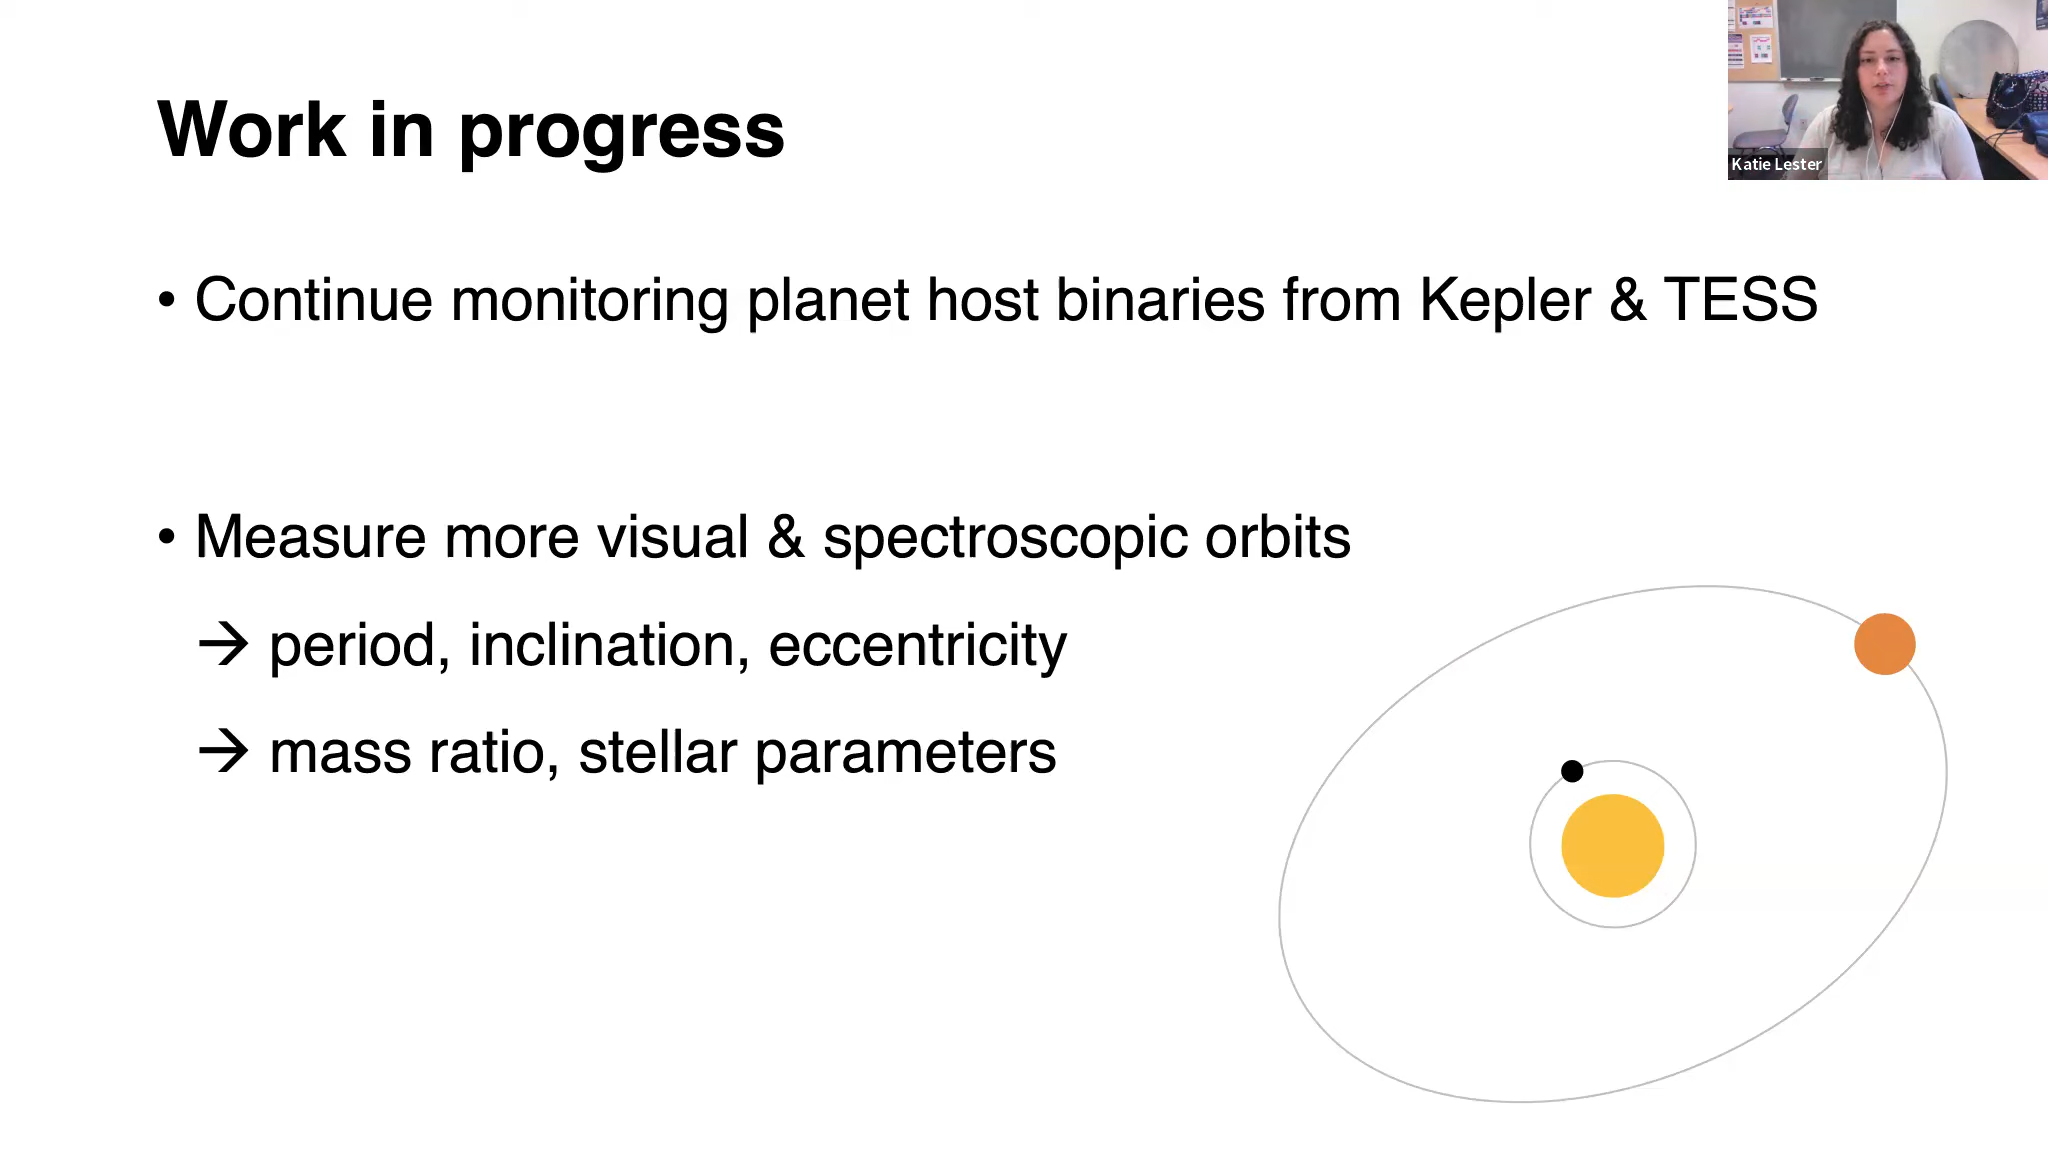 Work in progress
Katie Lester
• Continue monitoring planet host binaries from Kepler & TESS
• Measure more visual & spectroscopic orbits
→ period, inclination, eccentricity
→ mass ratio, stellar parameters